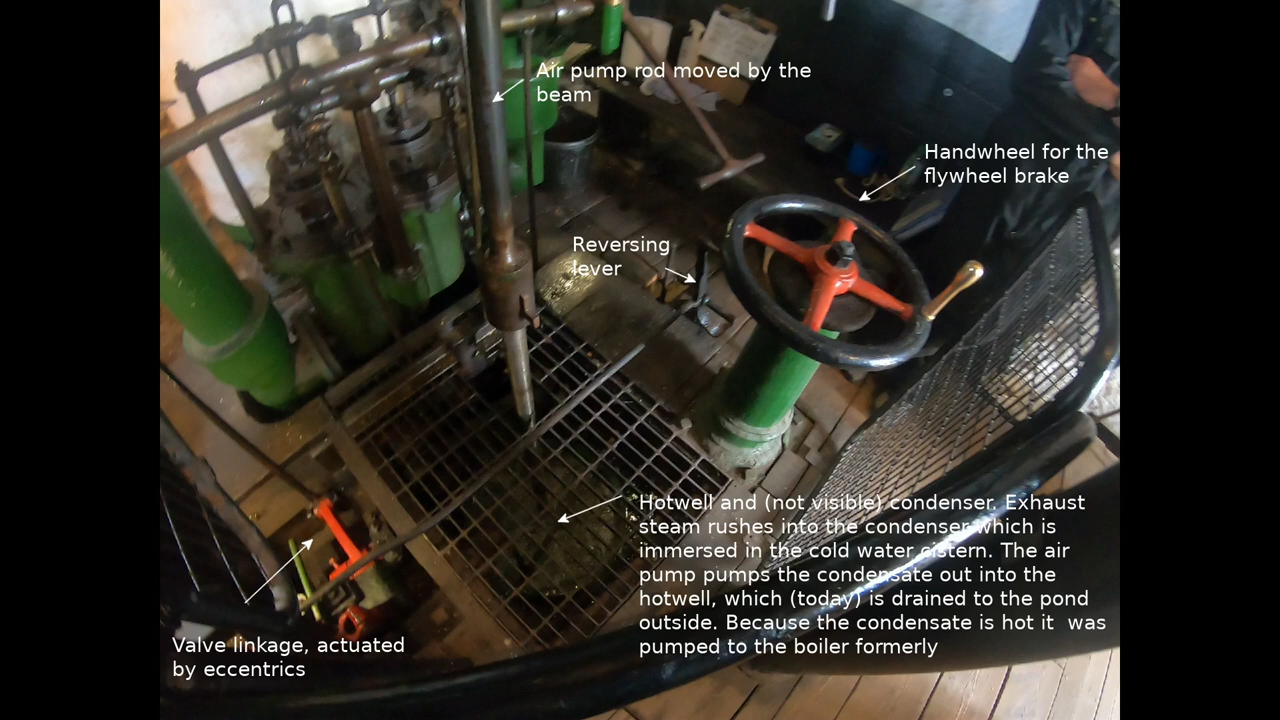 Air pump rod moved by the
beam
Handwheel for the
flywheel brake
Reversing
lever
Hotwell and (not visible) condenser. Exhaust
steam rushes into the condenser which is
immersed in the cold water cistern. The air
pump pumps the condensate out into the
hotwell, which (today) is drained to the pond
outside. Because the condensate is hot it  was
pumped to the boiler formerly
Valve linkage, actuated
by eccentrics